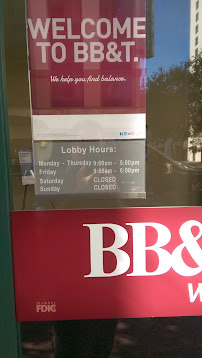 WELCOME
TO BB&T.
We help you find balance.
Lobby Hours:
Monday - Thursday 9:00am - 5:00pm
Friday 9:00am - 6:00pm
Saturday CLOSED
Sunday CLOSED
BB&
Member
FDIC